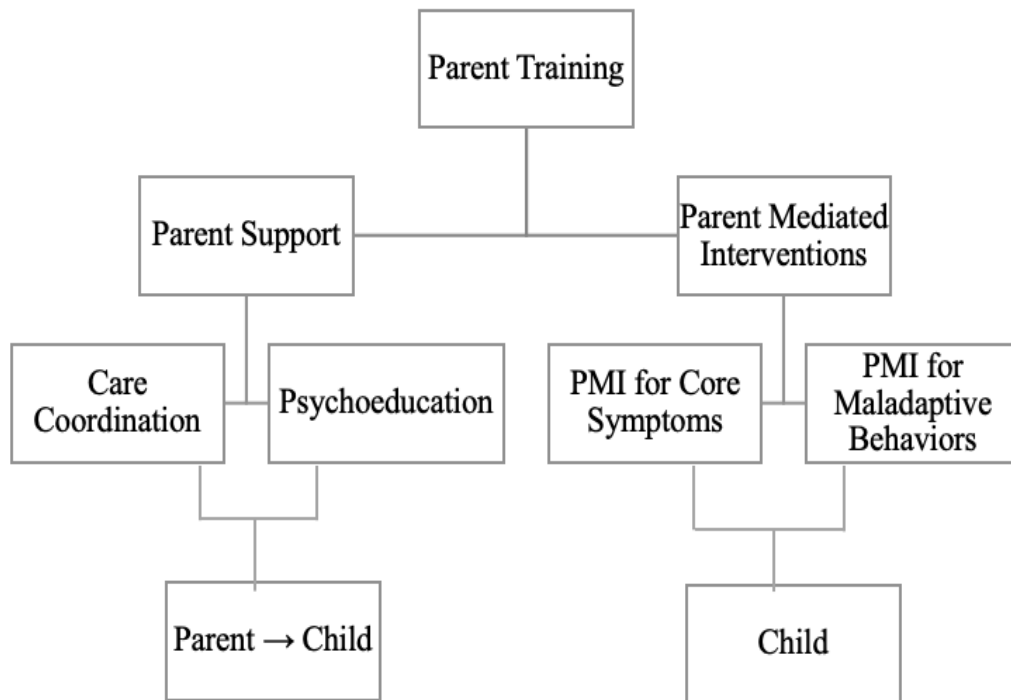 Parent Training
Parent Support
Parent Mediated
Interventions
Care
Coordination
Psychoeducation
PMI for Core
Symptoms
PMI for
Maladaptive
Behaviors
Parent → Child
Child